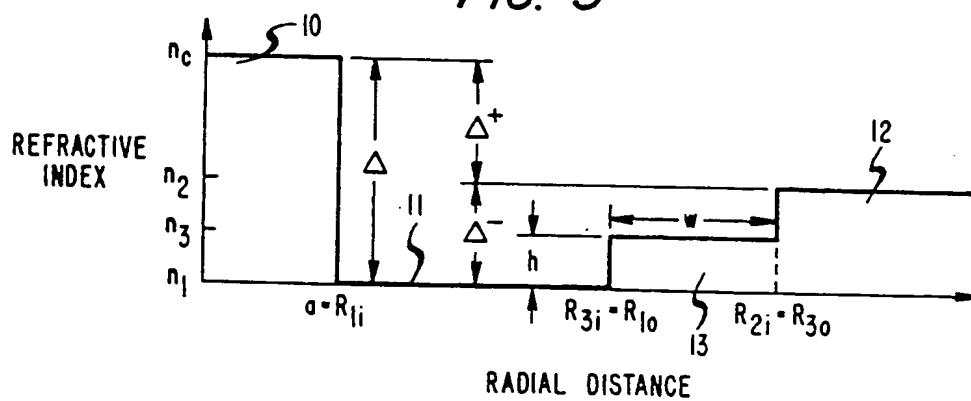 10
n_c
Δ⁺
12
REFRACTIVE
INDEX
Δ
n_2
11
n_3
Δ⁻
w
h
n_1
a = R_1i
R_3i = R_1o
R_2i = R_3o
13
RADIAL DISTANCE